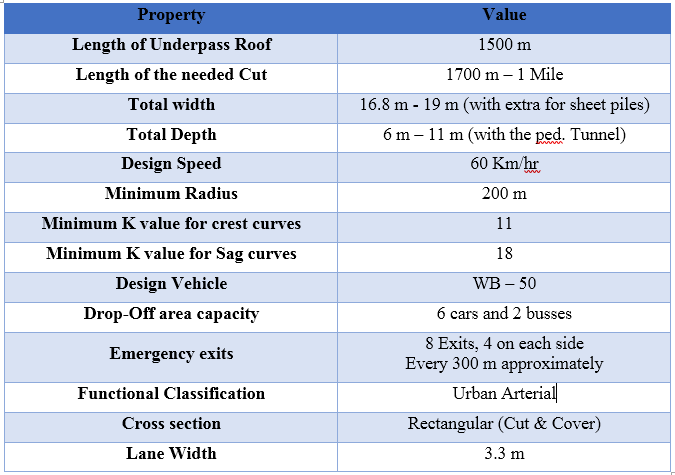 Property Value
Length of Underpass Roof 1500 m
Length of the needed Cut 1700 m – 1 Mile
Total width 16.8 m - 19 m (with extra for sheet piles)
Total Depth 6 m – 11 m (with the ped. Tunnel)
Design Speed 60 Km/hr
Minimum Radius 200 m
Minimum K value for crest curves 11
Minimum K value for Sag curves 18
Design Vehicle WB – 50
Drop-Off area capacity 6 cars and 2 busses
Emergency exits 8 Exits, 4 on each side
Every 300 m approximately
Functional Classification Urban Arterial
Cross section Rectangular (Cut & Cover)
Lane Width 3.3 m